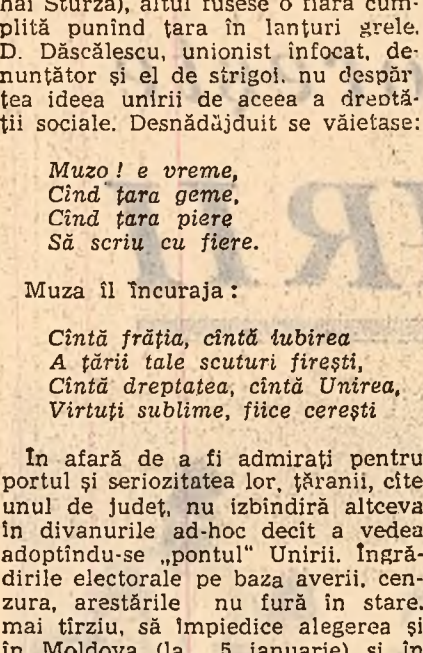 hai Sturza), altul fusese o fiară cum-
plită punînd țara în lanțuri grele.
D. Dăscălescu, unionist înfocat, de-
nunțător și el de strigoi, nu despăr
țea ideea unirii de aceea a dreptă-
ții sociale. Desnădăjduit se văietase:
Muzo! e vreme,
Cînd țara geme,
Cînd țara piere
Să scriu cu fiere.
Muza îl încuraja:
Cîntă frăția, cîntă iubirea
A țării tale scuturi firești,
Cîntă dreptatea, cîntă Unirea,
Virtuți sublime, fiice cerești
În afară de a fi admirați pentru
portul și seriozitatea lor, țăranii, cîte
unul de județ, nu izbîndiră altceva
în divanurile ad-hoc decît a vedea
adoptîndu-se „pontul" Unirii. Îngră-
dirile electorale pe baza averii, cen-
zura, arestările nu fură în stare,
mai tîrziu, să împiedice alegerea și
în Moldova (la 5 ianuarie) și în